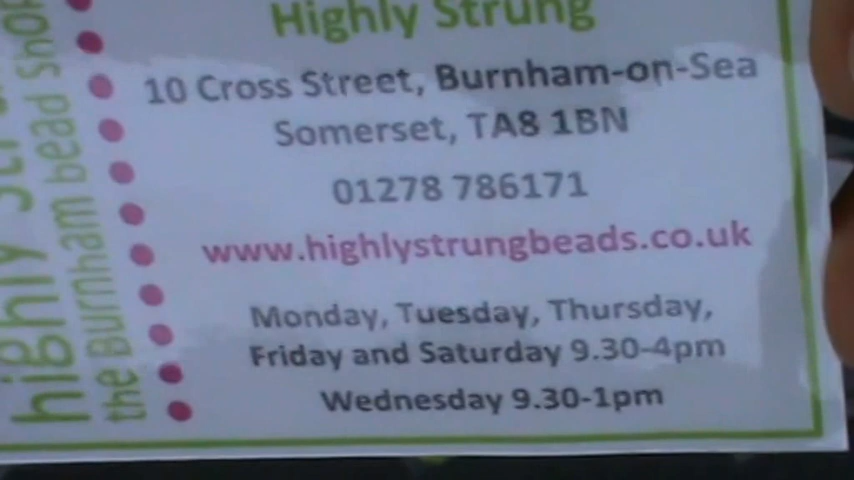 Highly Strung
10 Cross Street, Burnham-on-Sea
Somerset, TA8 1BN
01278 786171
www.highlystrungbeads.co.uk
Monday, Tuesday, Thursday,
Friday and Saturday 9.30-4pm
Wednesday 9.30-1pm
highly
the Burnham bead shop